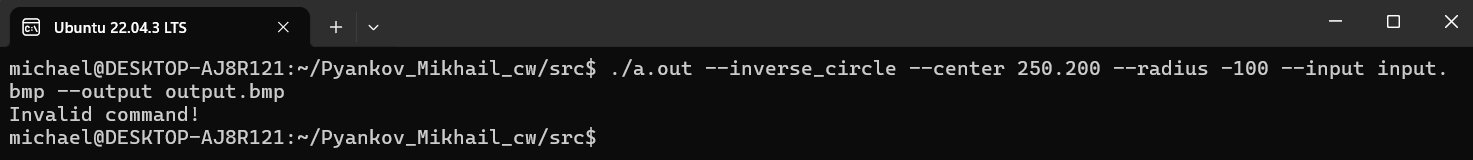 Ubuntu 22.04.3 LTS
michael@DESKTOP-AJ8R121:~/Pyankov_Mikhail_cw/src$ ./a.out --inverse_circle --center 250.200 --radius -100 --input input.
bmp --output output.bmp
Invalid command!
michael@DESKTOP-AJ8R121:~/Pyankov_Mikhail_cw/src$